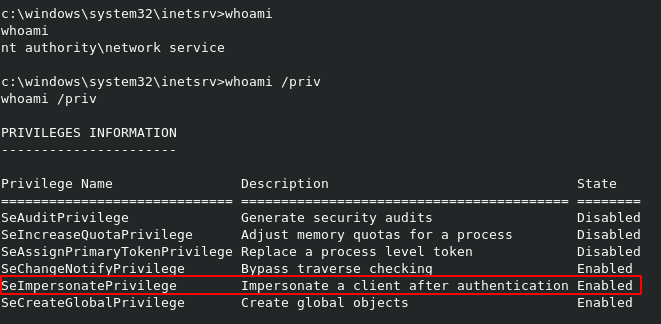 c:\windows\system32\inetsrv>whoami
whoami
nt authority\network service
c:\windows\system32\inetsrv>whoami /priv
whoami /priv
PRIVILEGES INFORMATION
----------------------
Privilege Name                Description                               State
============================= ========================================= ========
SeAuditPrivilege              Generate security audits                  Disabled
SeIncreaseQuotaPrivilege      Adjust memory quotas for a process        Disabled
SeAssignPrimaryTokenPrivilege Replace a process level token             Disabled
SeChangeNotifyPrivilege       Bypass traverse checking                  Enabled
SeImpersonatePrivilege        Impersonate a client after authentication Enabled
SeCreateGlobalPrivilege       Create global objects                     Enabled